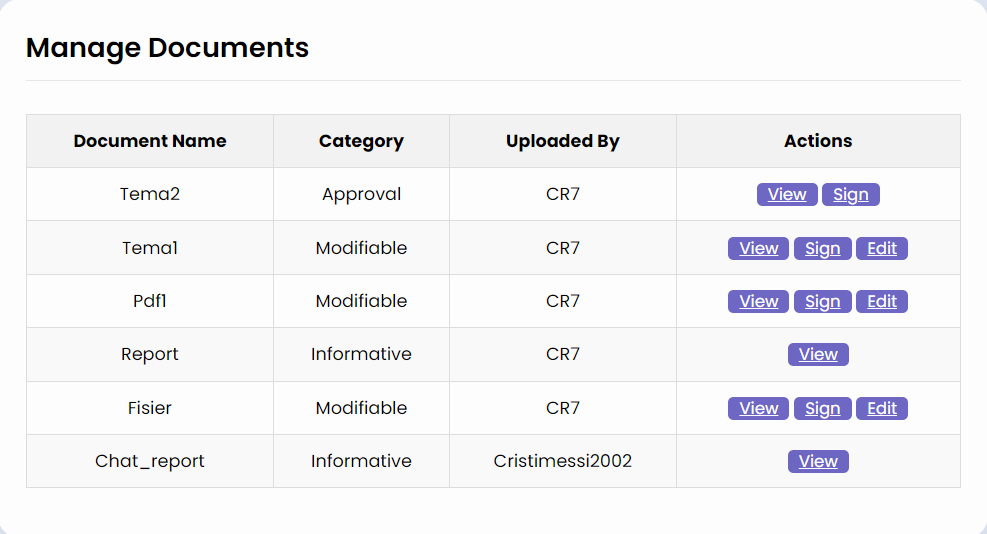 Manage Documents
Document Name Category Uploaded By Actions
Tema2 Approval CR7 View Sign
Tema1 Modifiable CR7 View Sign Edit
Pdf1 Modifiable CR7 View Sign Edit
Report Informative CR7 View
Fisier Modifiable CR7 View Sign Edit
Chat_report Informative Cristimessi2002 View